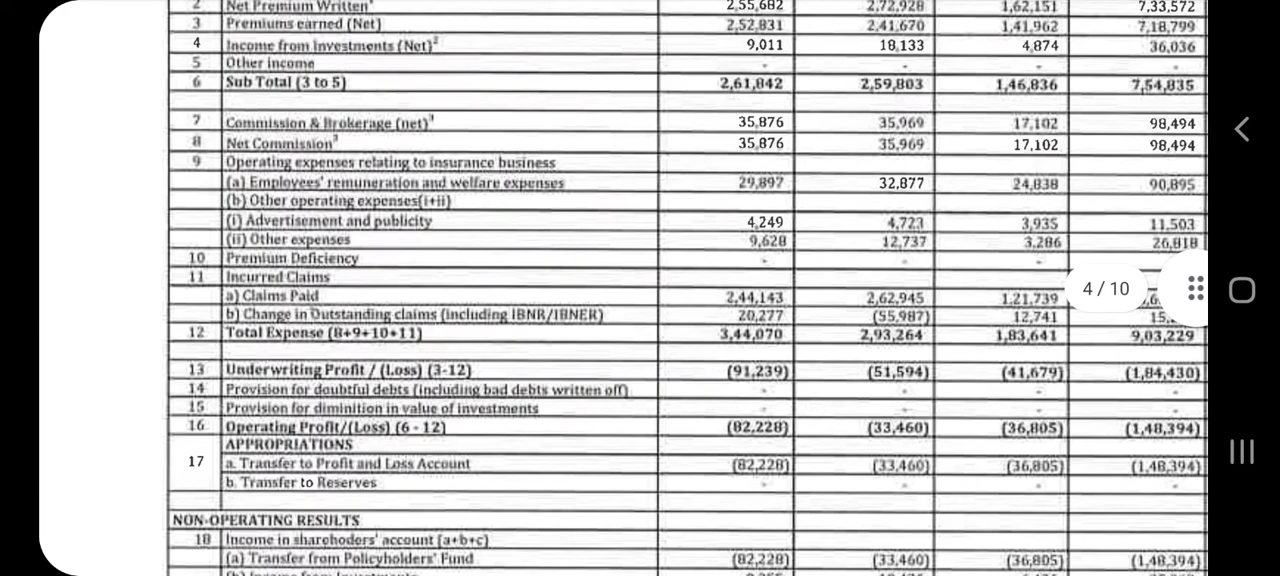 2 Net Premium Written¹ 2,55,682 2,72,928 1,62,151 7,33,572
3 Premiums earned (Net) 2,52,831 2,41,670 1,41,962 7,18,799
4 Income from Investments (Net)² 9,011 18,133 4,874 36,036
5 Other income - - - -
6 Sub Total (3 to 5) 2,61,842 2,59,803 1,46,836 7,54,835
7 Commission & Brokerage (net)³ 35,876 35,969 17,102 98,494
8 Net Commission³ 35,876 35,969 17,102 98,494
9 Operating expenses relating to insurance business
(a) Employees' remuneration and welfare expenses 29,897 32,877 24,838 90,895
(b) Other operating expenses(i+ii)
(i) Advertisement and publicity 4,249 4,723 3,935 11,503
(ii) Other expenses 9,628 12,737 3,286 26,818
10 Premium Deficiency - - -
11 Incurred Claims
4 / 10
a) Claims Paid 2,44,143 2,62,945 1,21,739
b) Change in Outstanding claims (including IBNR/IBNER) 20,277 (55,987) 12,741 15,
12 Total Expense (8+9+10+11) 3,44,070 2,93,264 1,83,641 9,03,229
13 Underwriting Profit / (Loss) (3-12) (91,239) (51,594) (41,679) (1,84,430)
14 Provision for doubtful debts (including bad debts written off) - - - -
15 Provision for diminition in value of investments - - - -
16 Operating Profit/(Loss) (6 - 12) (82,228) (33,460) (36,805) (1,48,394)
APPROPRIATIONS
17 a. Transfer to Profit and Loss Account (82,228) (33,460) (36,805) (1,48,394)
b. Transfer to Reserves - - - -
NON-OPERATING RESULTS
18 Income in shareholders' account (a+b+c)
(a) Transfer from Policyholders' Fund (82,228) (33,460) (36,805) (1,48,394)
(b) Income from Investments